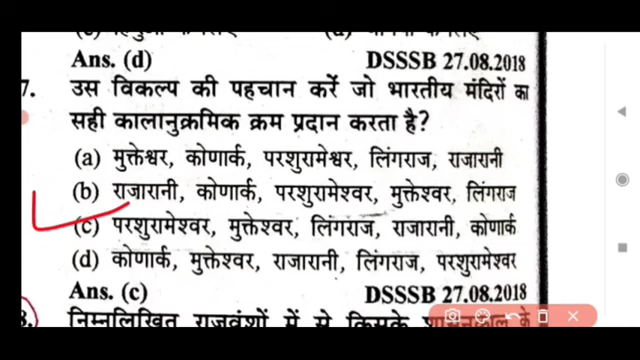 Ans. (d) DSSSB 27.08.2018
7. उस विकल्प की पहचान करें जो भारतीय मंदिरों का
सही कालानुक्रमिक क्रम प्रदान करता है?
(a) मुक्तेश्वर, कोणार्क, परशुरामेश्वर, लिंगराज, राजारानी
(b) राजारानी, कोणार्क, परशुरामेश्वर, मुक्तेश्वर, लिंगराज
(c) परशुरामेश्वर, मुक्तेश्वर, लिंगराज, राजारानी, कोणार्क
(d) कोणार्क, मुक्तेश्वर, राजारानी, लिंगराज, परशुरामेश्वर
Ans. (c) DSSSB 27.08.2018
8. निम्नलिखित राजवंशों में से किसके